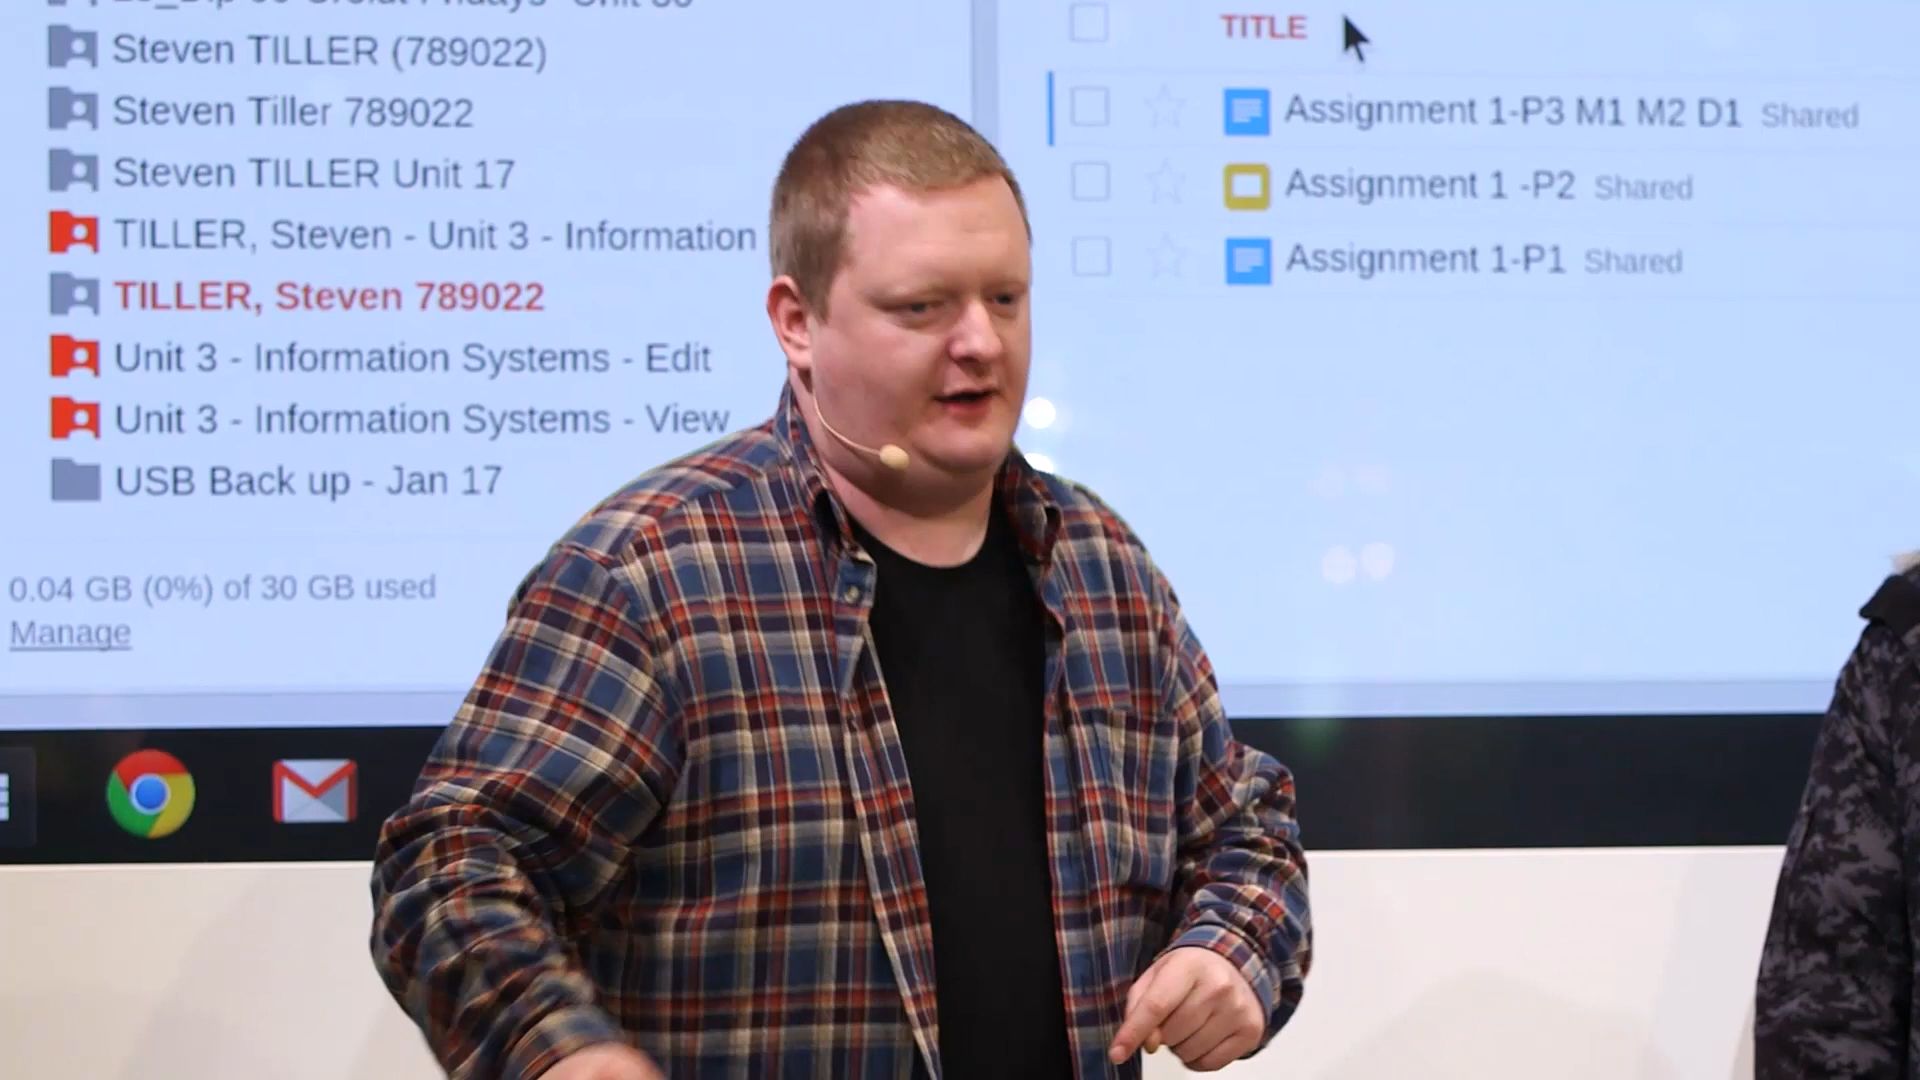 Steven TILLER (789022)
Steven Tiller 789022
Steven TILLER Unit 17
TILLER, Steven - Unit 3 - Information
TILLER, Steven 789022
Unit 3 - Information Systems - Edit
Unit 3 - Information Systems - View
USB Back up - Jan 17
0.04 GB (0%) of 30 GB used
Manage
TITLE
Assignment 1-P3 M1 M2 D1 Shared
Assignment 1 -P2 Shared
Assignment 1-P1 Shared